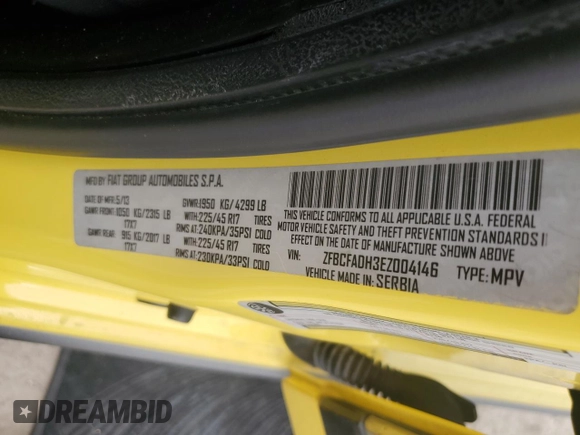 MFD BY: FIAT GROUP AUTOMOBILES S.P.A.
DATE OF MFR: 5/13 GVWR: 1950 KG/ 4299 LB
GAWR FRONT: 1050 KG/ 2315 LB WITH: 225/45 R17 TIRES
17X7 RIMS AT: 240KPA/35PSI COLD
GAWR REAR: 915 KG/ 2017 LB WITH: 225/45 R17 TIRES
17X7 RIMS AT: 230KPA/33PSI COLD
THIS VEHICLE CONFORMS TO ALL APPLICABLE U.S.A. FEDERAL
MOTOR VEHICLE SAFETY AND THEFT PREVENTION STANDARDS II
EFFECT ON THE DATE OF MANUFACTURE SHOWN ABOVE.
VIN: ZFBCFADH3EZ004146 TYPE: MPV
VEHICLE MADE IN: SERBIA
DREAMBID